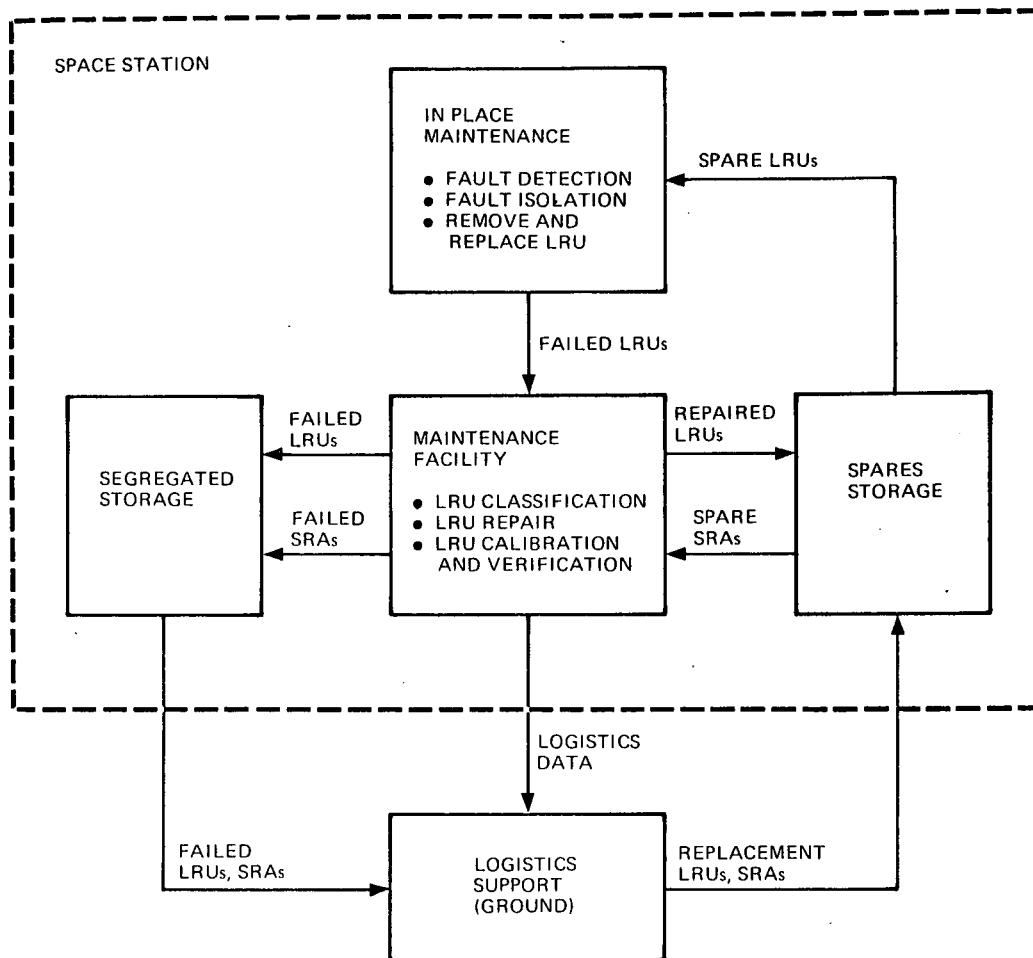 SPACE STATION
IN PLACE
MAINTENANCE
● FAULT DETECTION
● FAULT ISOLATION
● REMOVE AND
REPLACE LRU
SPARE LRUs
FAILED LRUs
SEGREGATED
STORAGE
FAILED
LRUs
FAILED
SRAs
MAINTENANCE
FACILITY
● LRU CLASSIFICATION
● LRU REPAIR
● LRU CALIBRATION
AND VERIFICATION
REPAIRED
LRUs
SPARE
SRAs
SPARES
STORAGE
LOGISTICS
DATA
FAILED
LRUs, SRAs
LOGISTICS
SUPPORT
(GROUND)
REPLACEMENT
LRUs, SRAs